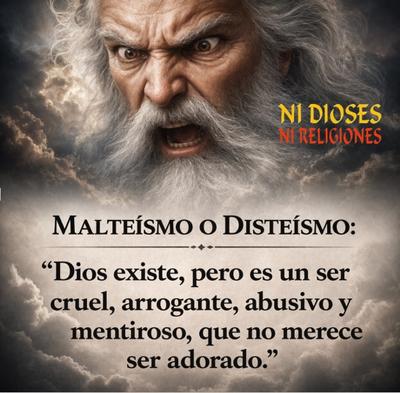 NI DIOSES
NI RELIGIONES
MALTEÍSMO O DISTEÍSMO:
“Dios existe, pero es un ser
cruel, arrogante, abusivo y
mentiroso, que no merece
ser adorado.”